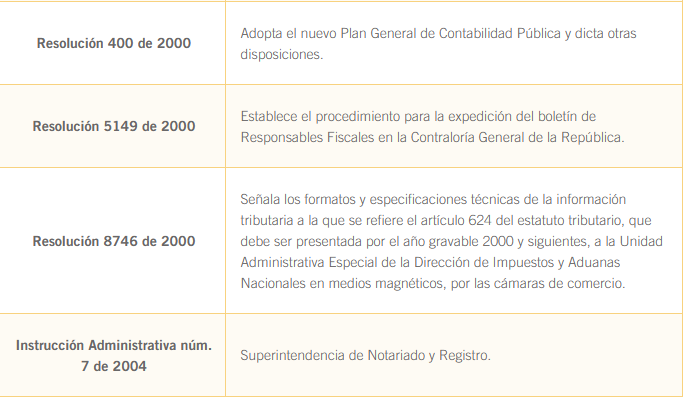 Resolución 400 de 2000
Adopta el nuevo Plan General de Contabilidad Pública y dicta otras
disposiciones.
Resolución 5149 de 2000
Establece el procedimiento para la expedición del boletín de
Responsables Fiscales en la Contraloría General de la República.
Resolución 8746 de 2000
Señala los formatos y especificaciones técnicas de la información
tributaria a la que se refiere el artículo 624 del estatuto tributario, que
debe ser presentada por el año gravable 2000 y siguientes, a la Unidad
Administrativa Especial de la Dirección de Impuestos y Aduanas
Nacionales en medios magnéticos, por las cámaras de comercio.
Instrucción Administrativa núm.
7 de 2004
Superintendencia de Notariado y Registro.